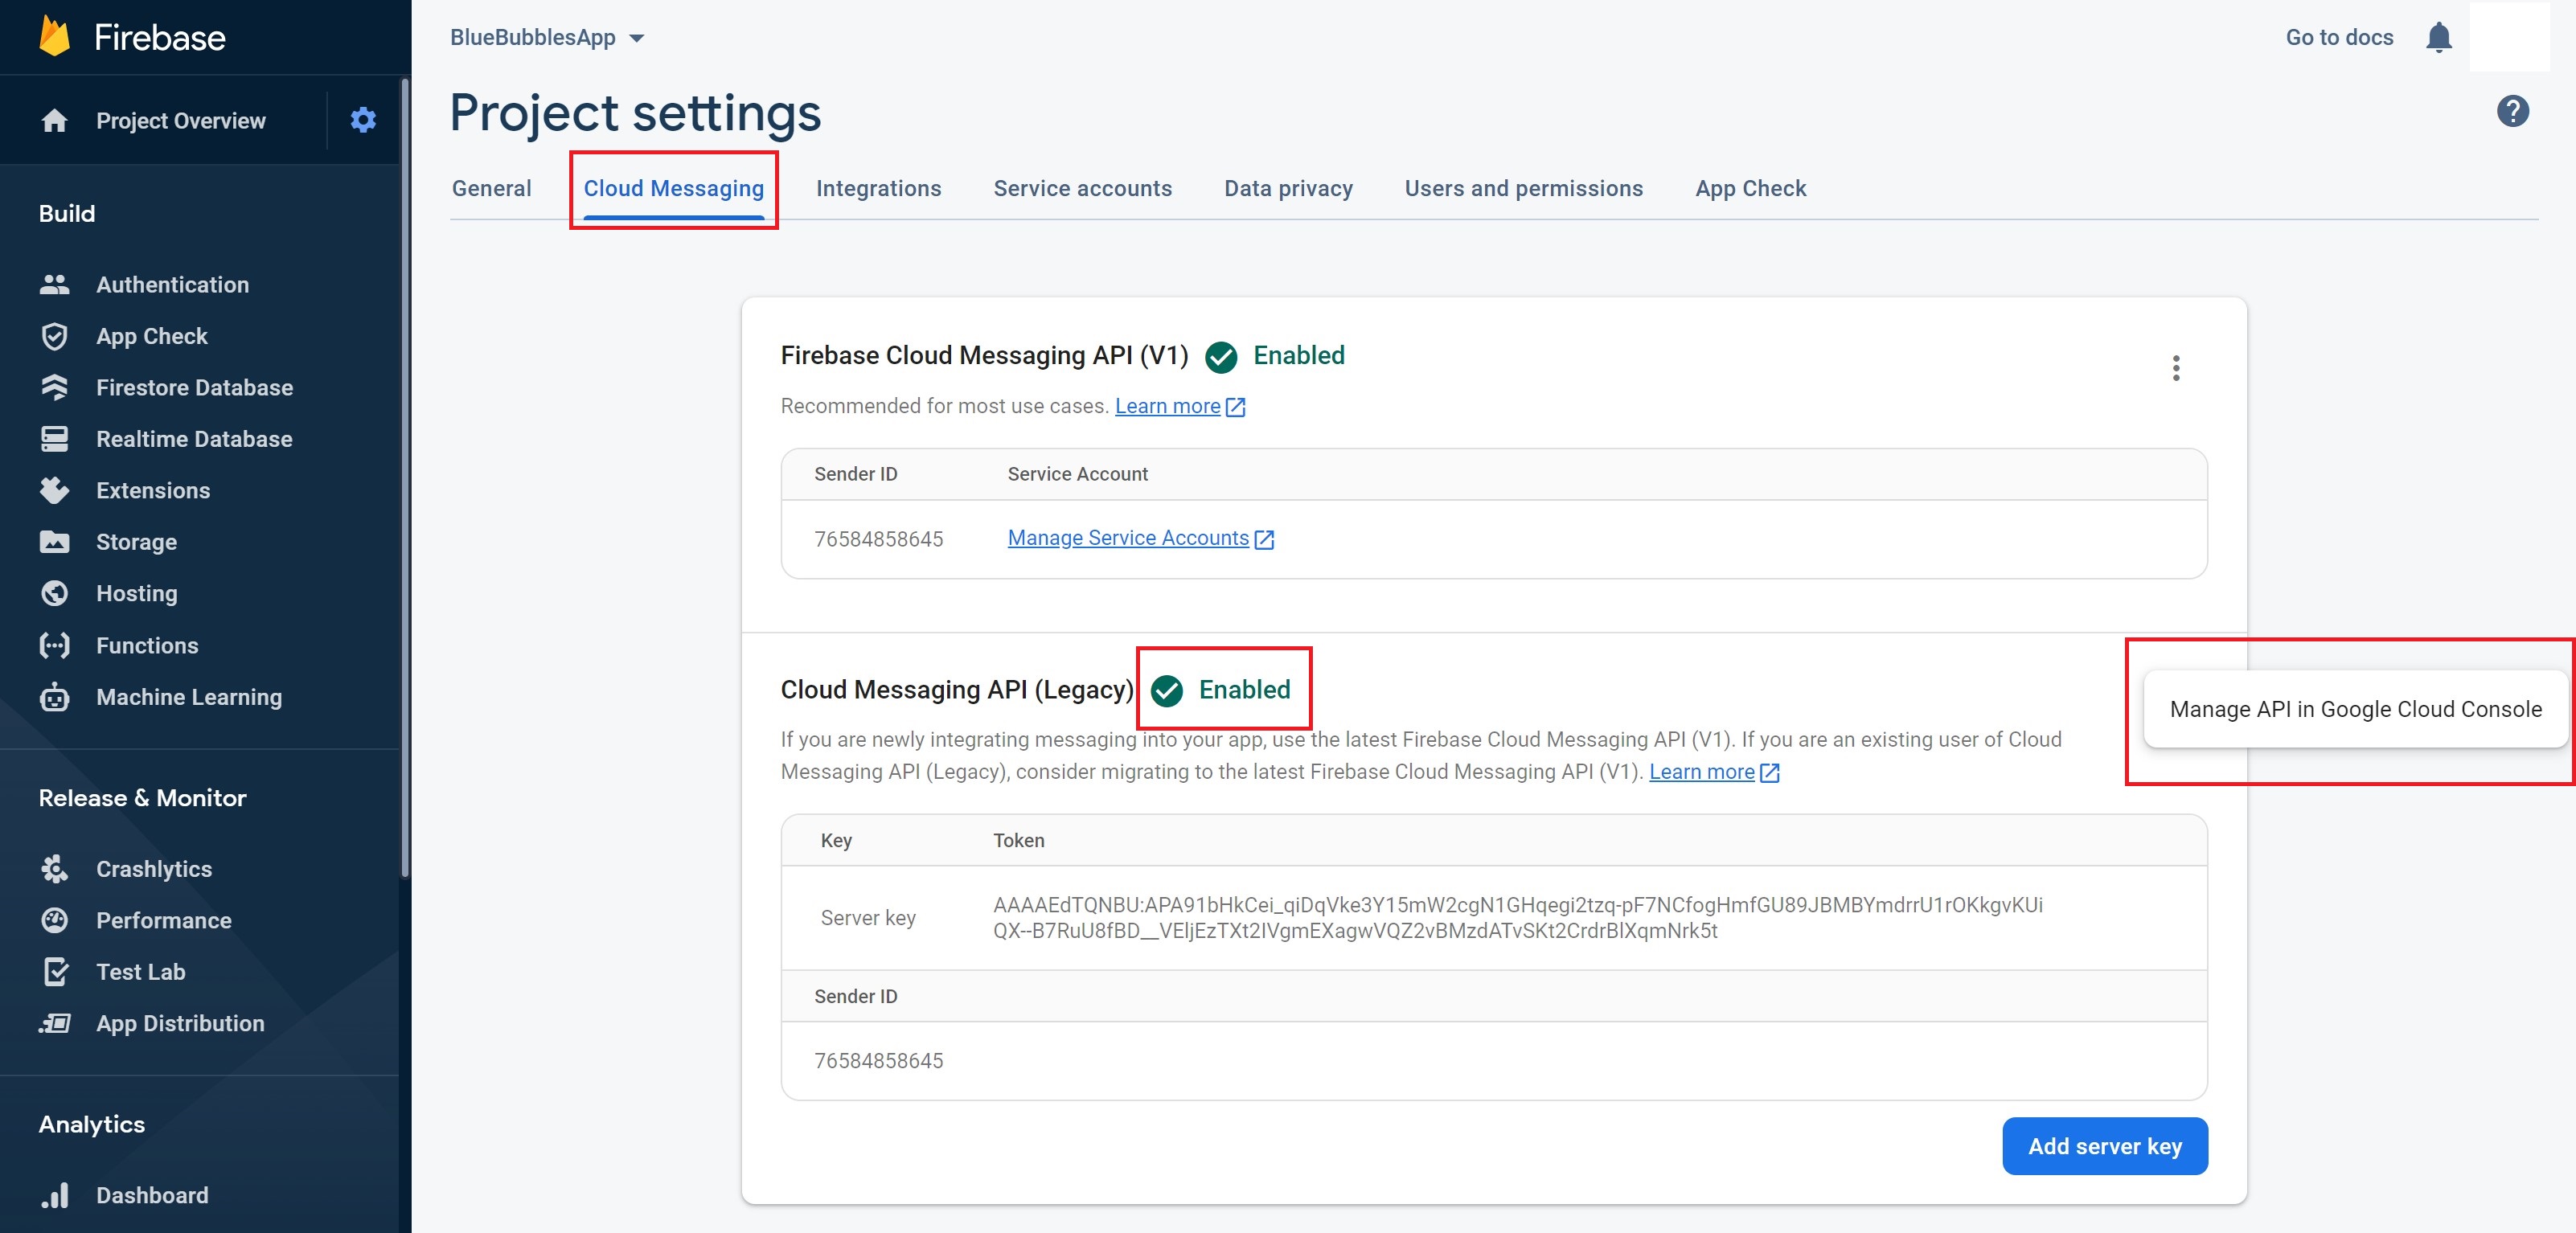 Firebase
Project Overview
Build
Authentication
App Check
Firestore Database
Realtime Database
Extensions
Storage
Hosting
Functions
Machine Learning
Release & Monitor
Crashlytics
Performance
Test Lab
App Distribution
Analytics
Dashboard
BlueBubblesApp
Go to docs
Project settings
General Cloud Messaging Integrations Service accounts Data privacy Users and permissions App Check
Firebase Cloud Messaging API (V1) Enabled
Recommended for most use cases. Learn more
Sender ID Service Account
76584858645 Manage Service Accounts
Cloud Messaging API (Legacy) Enabled
Manage API in Google Cloud Console
If you are newly integrating messaging into your app, use the latest Firebase Cloud Messaging API (V1). If you are an existing user of Cloud
Messaging API (Legacy), consider migrating to the latest Firebase Cloud Messaging API (V1). Learn more
Key Token
Server key
AAAAEdTQNBU:APA91bHkCei_qiDqVke3Y15mW2cgN1GHqegi2tzq-pF7NCfogHmfGU89JBMBYmdrrU1rOKkgvKUi
QX--B7RuU8fBD__VEljEzTXt2IVgmEXagwVQZ2vBMzdATvSKt2CrdrBlXqmNrk5t
Sender ID
76584858645
Add server key